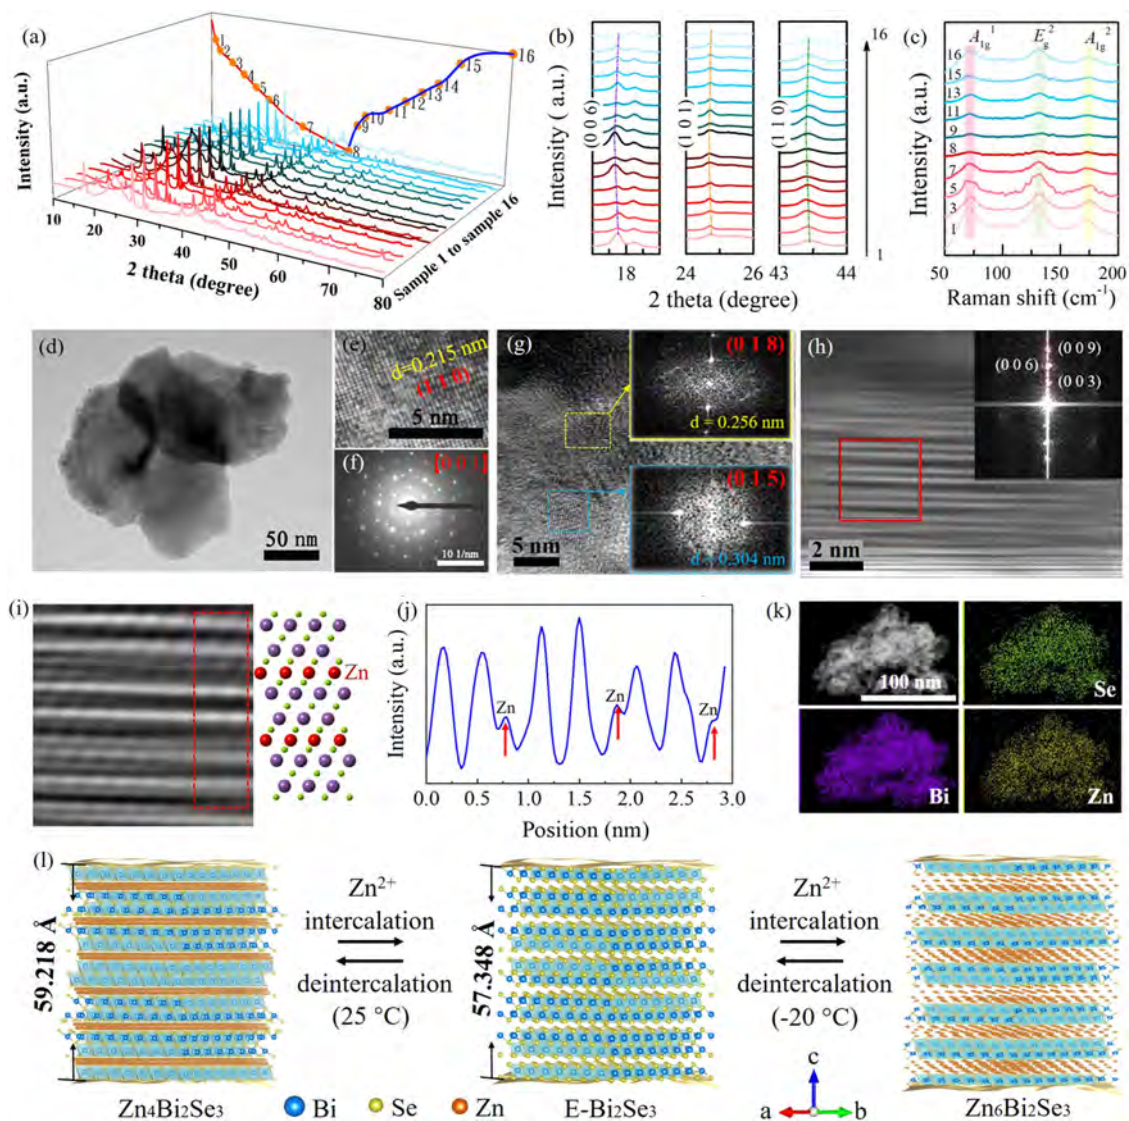 (a)
Intensity (a.u.)
1
2
3
4
5
6
7
8
9
10
11
12
13
14
15
16
10
20
30
40
50
60
70
80
2 theta (degree)
Sample 1 to sample 16
(b)
Intensity ( a.u.)
(0 0 6)
(1 0 1)
(1 1 0)
16
1
18
24
26
43
44
2 theta (degree)
(c)
A1g1
Eg2
A1g2
Intensity (a.u.)
16
15
13
11
9
8
7
5
3
1
50
100
150
200
Raman shift (cm-1)
(d)
50 nm
(e)
d=0.215 nm
(1 1 0)
5 nm
(f)
[0 0 1]
10 1/nm
(g)
(0 1 8)
d = 0.256 nm
(0 1 5)
d = 0.304 nm
5 nm
(h)
(0 0 9)
(0 0 6)
(0 0 3)
2 nm
(i)
Zn
(j)
Intensity (a.u.)
Zn
Zn
Zn
0.0 0.5 1.0 1.5 2.0 2.5 3.0
Position (nm)
(k)
100 nm
Se
Bi
Zn
(l)
59.218 Å
Zn2+
intercalation
deintercalation
(25 °C)
57.348 Å
Zn2+
intercalation
deintercalation
(-20 °C)
c
a
b
Zn4Bi2Se3
Bi
Se
Zn
E-Bi2Se3
Zn6Bi2Se3